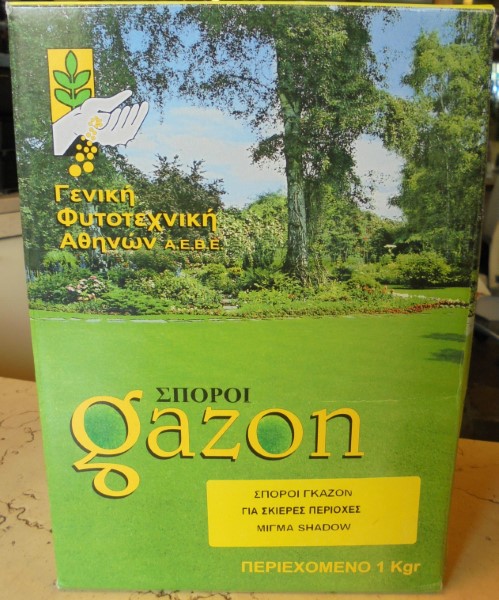 Γενική
Φυτοτεχνική
Αθηνών Α.Ε.Β.Ε.
ΣΠΟΡΟΙ
gazon
ΣΠΟΡΟΙ ΓΚΑΖΟΝ
ΓΙΑ ΣΚΙΕΡΕΣ ΠΕΡΙΟΧΕΣ
ΜΙΓΜΑ SHADOW
ΠΕΡΙΕΧΟΜΕΝΟ 1 Kgr